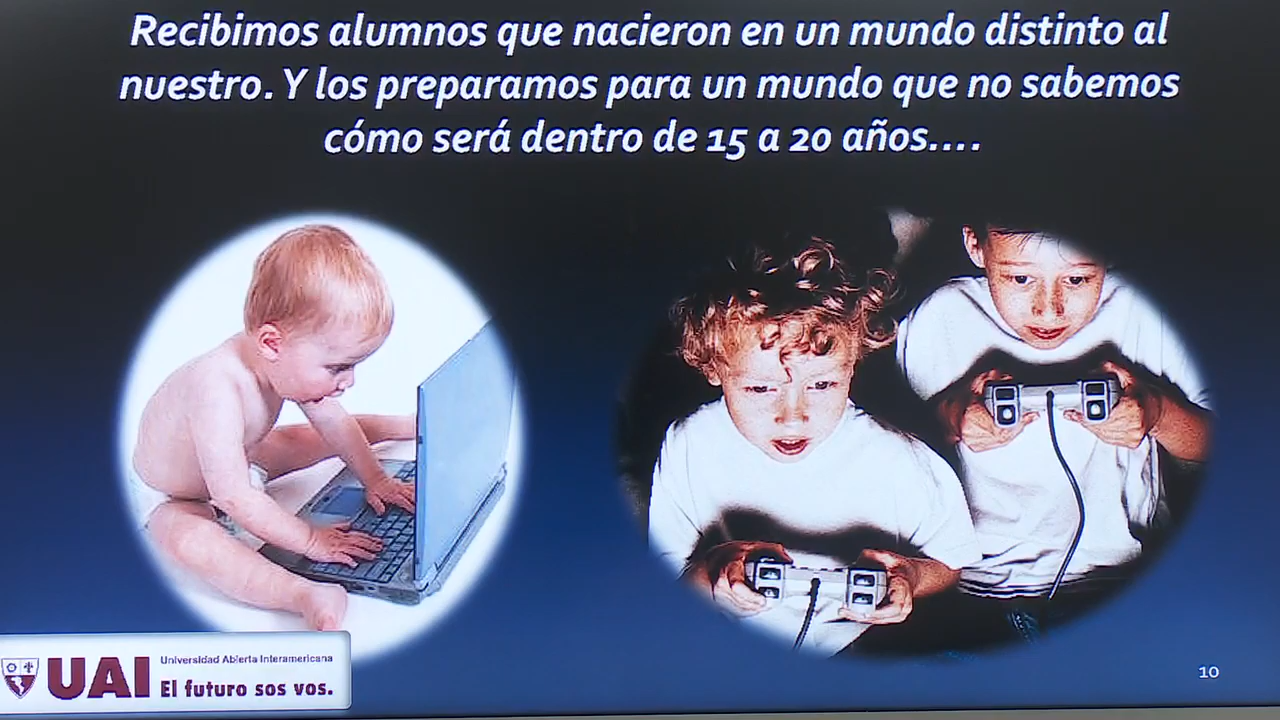 Recibimos alumnos que nacieron en un mundo distinto al
nuestro. Y los preparamos para un mundo que no sabemos
cómo será dentro de 15 a 20 años....
UAI
Universidad Abierta Interamericana
El futuro sos vos.
10